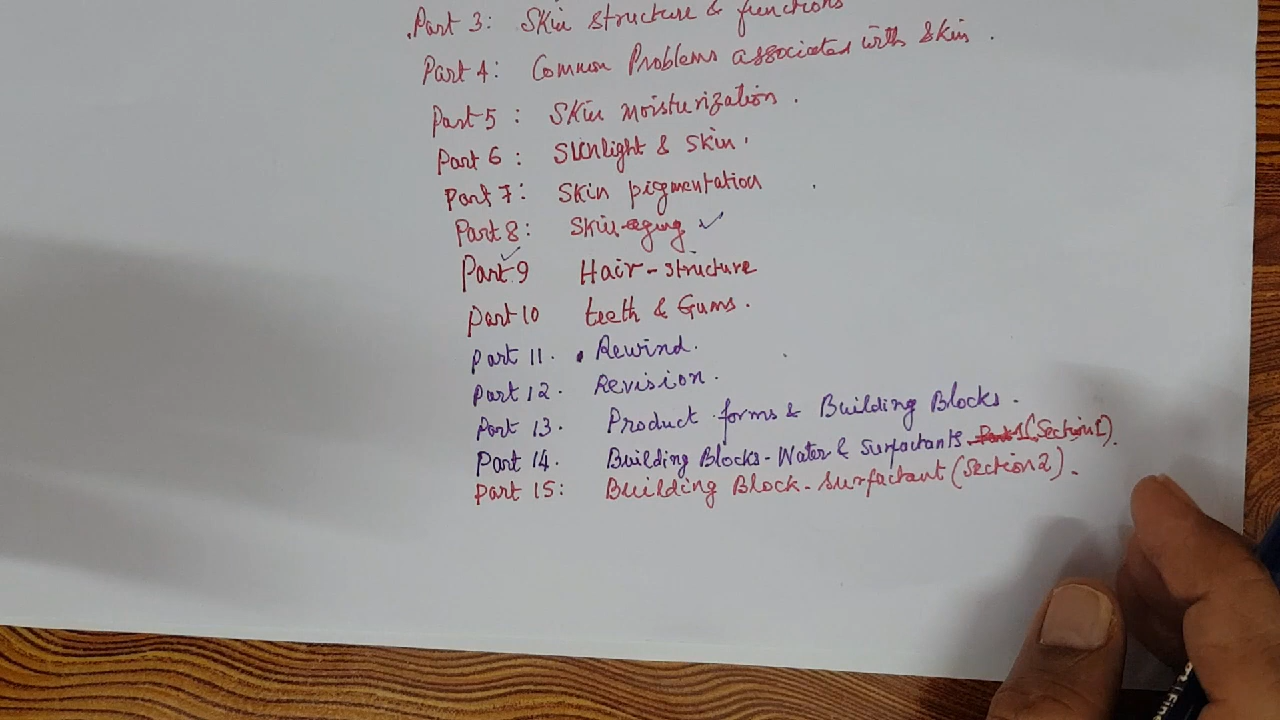 Part 3: Skin structure & functions
Part 4: Common Problems associated with Skin.
Part 5: Skin moisturization.
Part 6: Sunlight & Skin.
Part 7: Skin pigmentation
Part 8: Skin-aging ✓
Part 9 Hair-structure
Part 10 teeth & Gums.
Part 11. Rewind.
Part 12. Revision.
Part 13. Product forms & Building Blocks.
Part 14. Building Blocks-Water & Surfactants (Section 1).
Part 15: Building Block-Surfactant (Section 2).